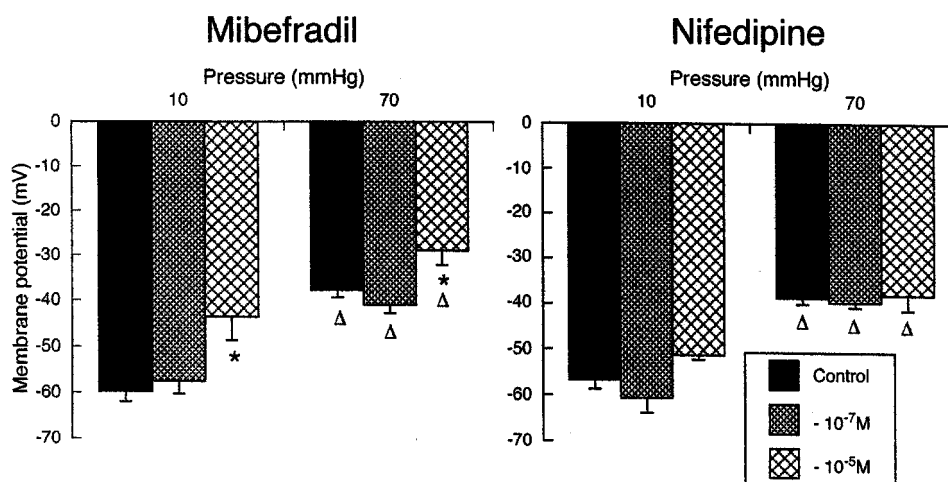 Mibefradil
Pressure (mmHg)
10 70
Membrane potential (mV)
0
-10
-20
-30
-40
-50
-60
-70
*
Δ
Δ
*
Δ
Nifedipine
Pressure (mmHg)
10 70
0
-10
-20
-30
-40
-50
-60
-70
Δ
Δ
Δ
Control
- 10⁻⁷M
- 10⁻⁵M